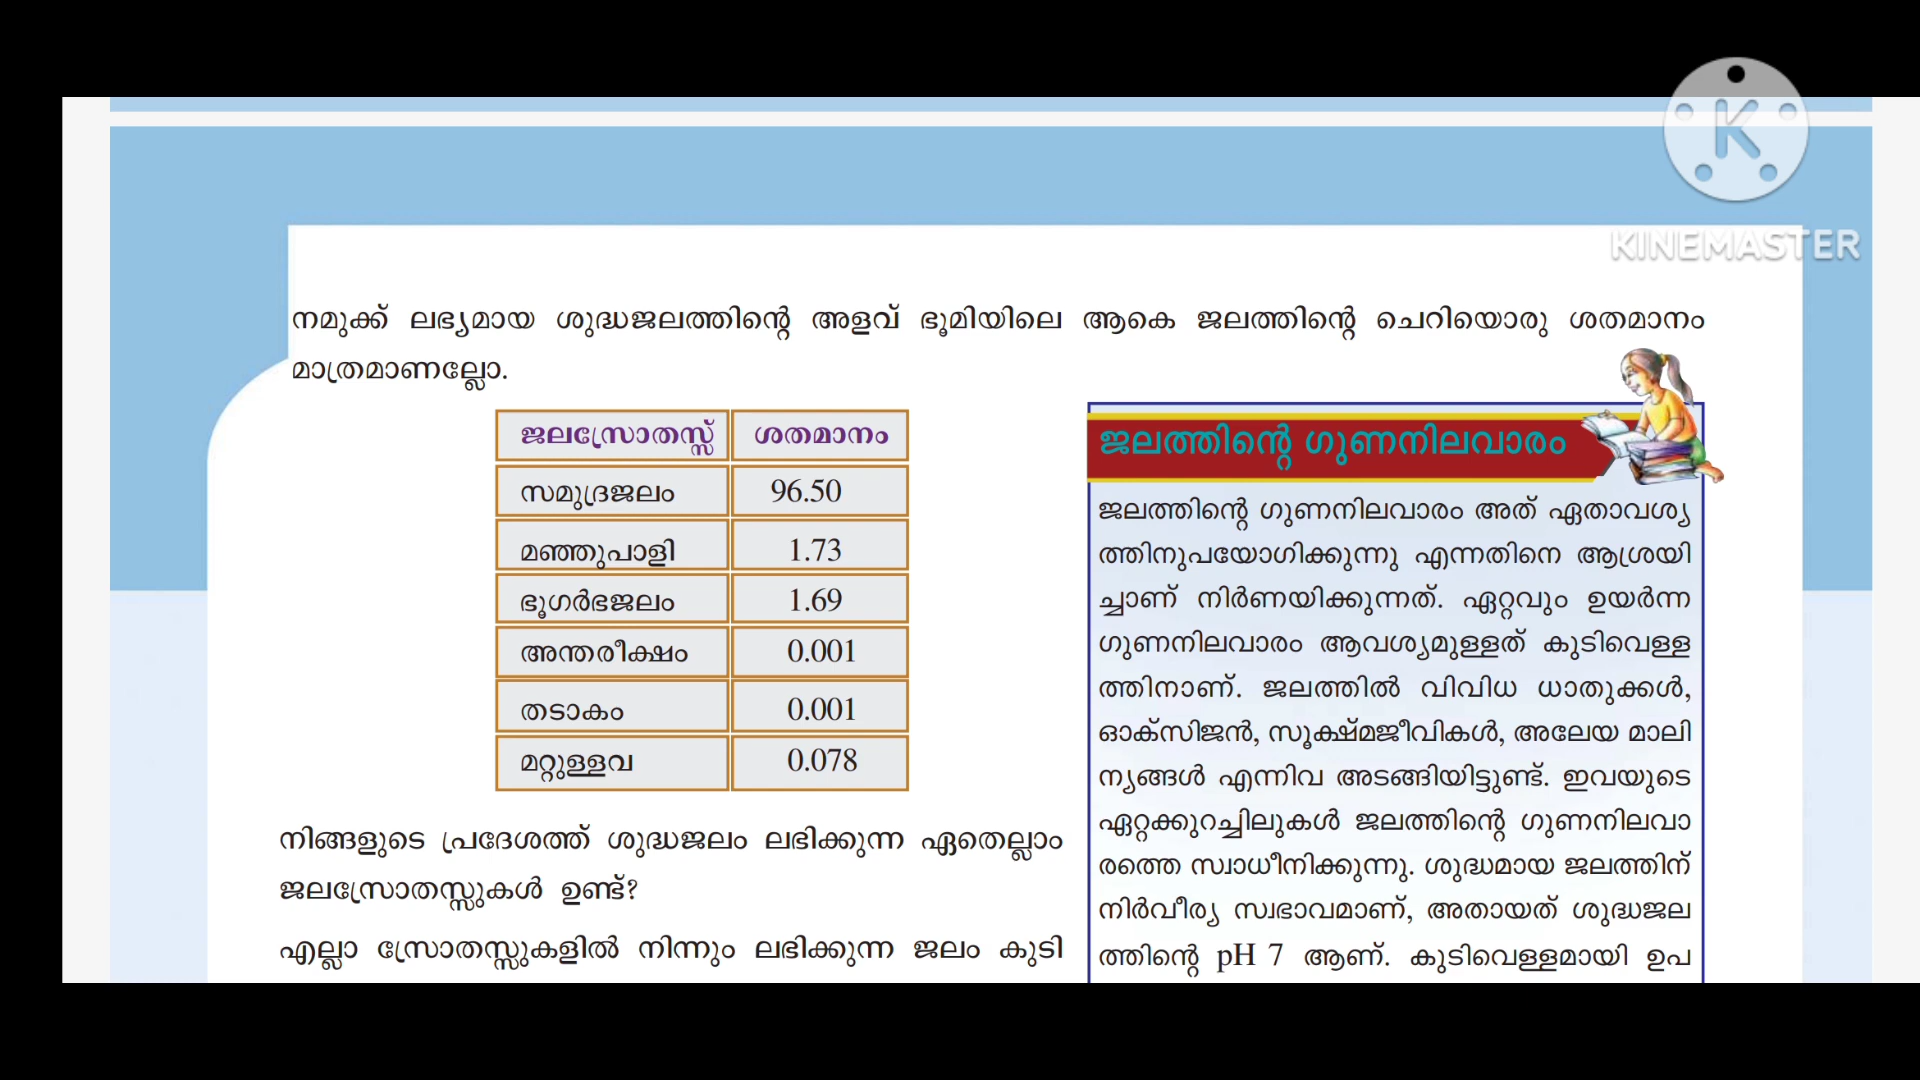 KINEMASTER
നമുക്ക് ലഭ്യമായ ശുദ്ധജലത്തിന്റെ അളവ് ഭൂമിയിലെ ആകെ ജലത്തിന്റെ ചെറിയൊരു ശതമാനം
മാത്രമാണല്ലോ.
ജലസ്രോതസ്സ് ശതമാനം
സമുദ്രജലം 96.50
മഞ്ഞുപാളി 1.73
ഭൂഗർഭജലം 1.69
അന്തരീക്ഷം 0.001
തടാകം 0.001
മറ്റുള്ളവ 0.078
നിങ്ങളുടെ പ്രദേശത്ത് ശുദ്ധജലം ലഭിക്കുന്ന ഏതെല്ലാം
ജലസ്രോതസ്സുകൾ ഉണ്ട്?
എല്ലാ സ്രോതസ്സുകളിൽ നിന്നും ലഭിക്കുന്ന ജലം കുടി
ജലത്തിന്റെ ഗുണനിലവാരം
ജലത്തിന്റെ ഗുണനിലവാരം അത് ഏതാവശ്യ
ത്തിനുപയോഗിക്കുന്നു എന്നതിനെ ആശ്രയി
ച്ചാണ് നിർണയിക്കുന്നത്. ഏറ്റവും ഉയർന്ന
ഗുണനിലവാരം ആവശ്യമുള്ളത് കുടിവെള്ള
ത്തിനാണ്. ജലത്തിൽ വിവിധ ധാതുക്കൾ,
ഓക്സിജൻ, സൂക്ഷ്മജീവികൾ, അലേയ മാലി
ന്യങ്ങൾ എന്നിവ അടങ്ങിയിട്ടുണ്ട്. ഇവയുടെ
ഏറ്റക്കുറച്ചിലുകൾ ജലത്തിന്റെ ഗുണനിലവാ
രത്തെ സ്വാധീനിക്കുന്നു. ശുദ്ധമായ ജലത്തിന്
നിർവീര്യ സ്വഭാവമാണ്, അതായത് ശുദ്ധജല
ത്തിന്റെ pH 7 ആണ്. കുടിവെള്ളമായി ഉപ